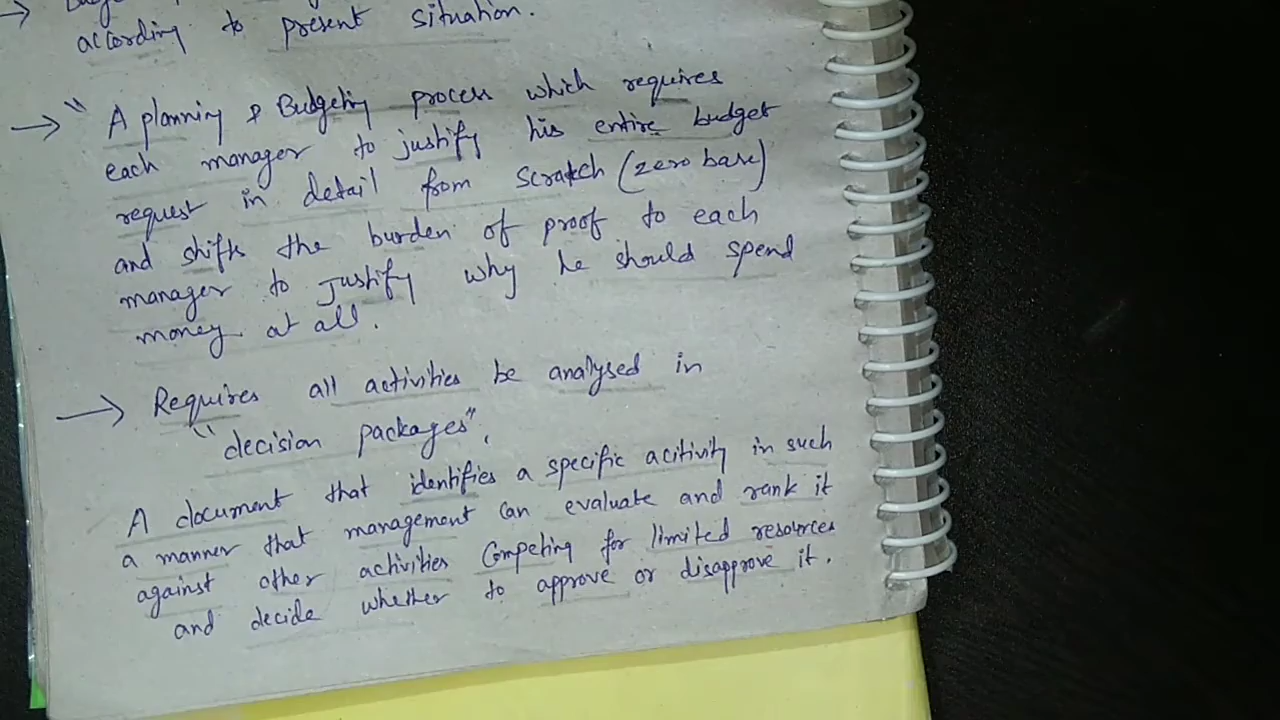 →
according to present situation.
→ " A planning & Budgeting process which requires
each manager to justify his entire budget
request in detail from scratch (zero base)
and shifts the burden of proof to each
manager to justify why he should spend
money at all.
→ Requires all activities be analysed in
"decision packages".
A document that identifies a specific acitivity in such
a manner that management can evaluate and rank it
against other activities competing for limited resources
and decide whether to approve or disapprove it.